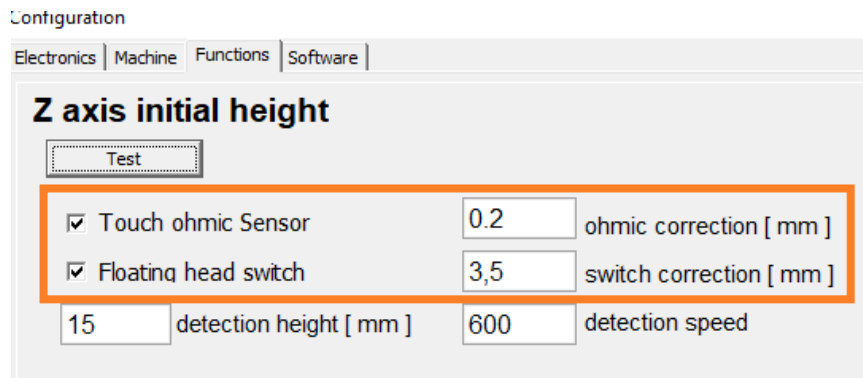 Configuration
Electronics Machine Functions Software
Z axis initial height
Test
Touch ohmic Sensor 0.2 ohmic correction [ mm ]
Floating head switch 3,5 switch correction [ mm ]
15 detection height [ mm ] 600 detection speed